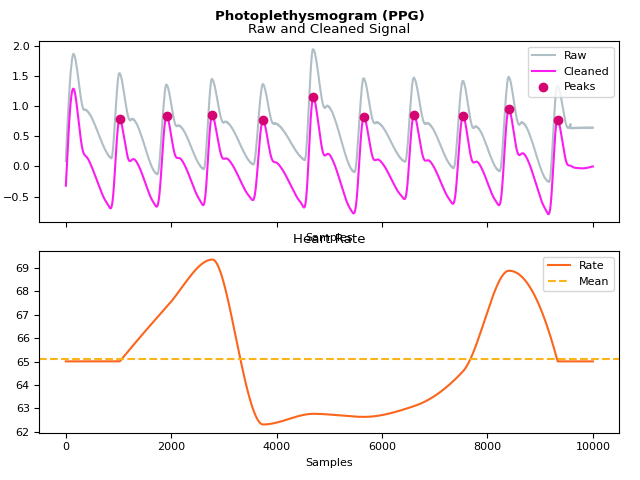 Photoplethysmogram (PPG)
Raw and Cleaned Signal
2.0
1.5
1.0
0.5
0.0
−0.5
Raw
Cleaned
Peaks
Samples
Heart Rate
69
68
67
66
65
64
63
62
Rate
Mean
0 2000 4000 6000 8000 10000
Samples